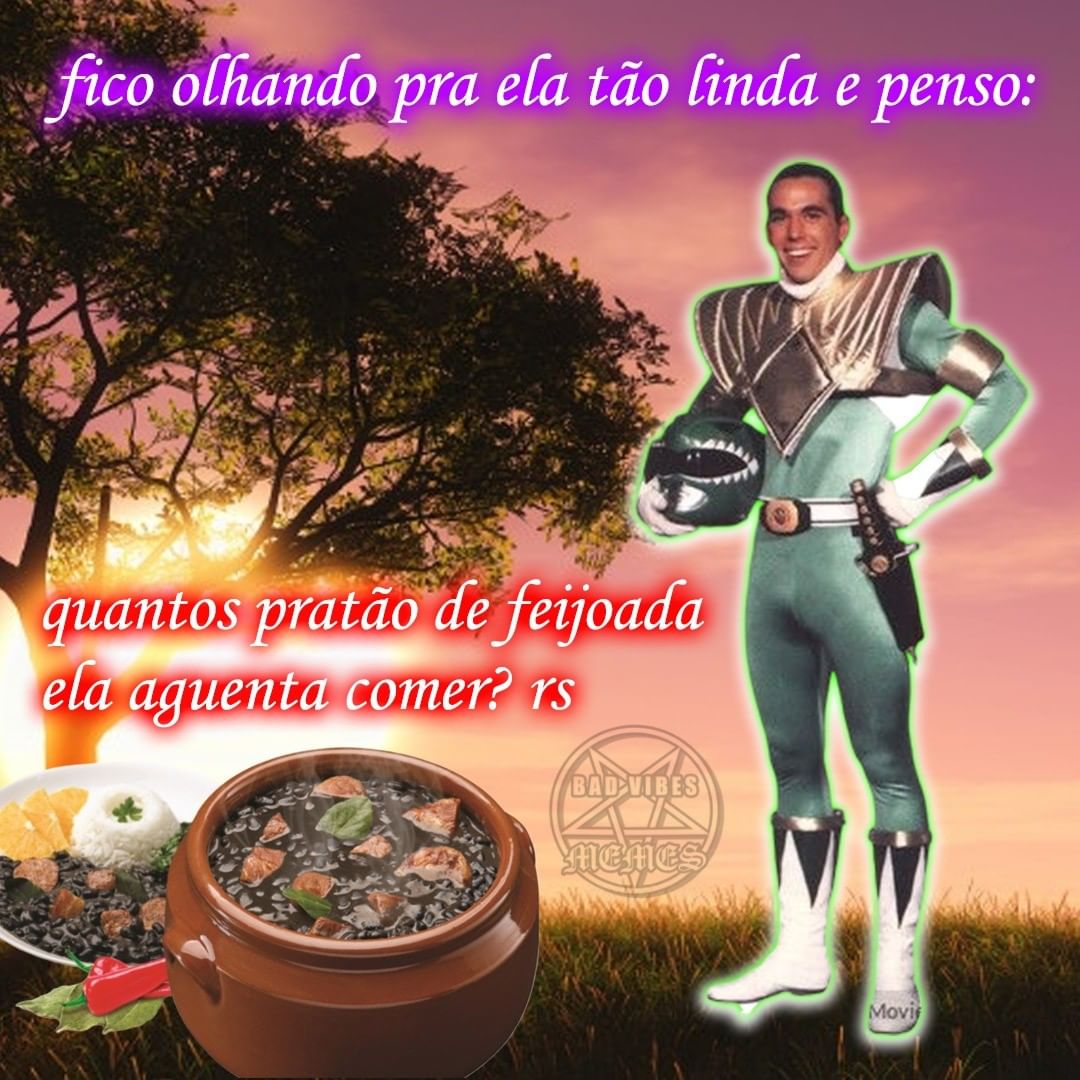 fico olhando pra ela tão linda e penso:
quantos pratão de feijoada
ela aguenta comer? rs
BAD VIBES
MEMES
Movie